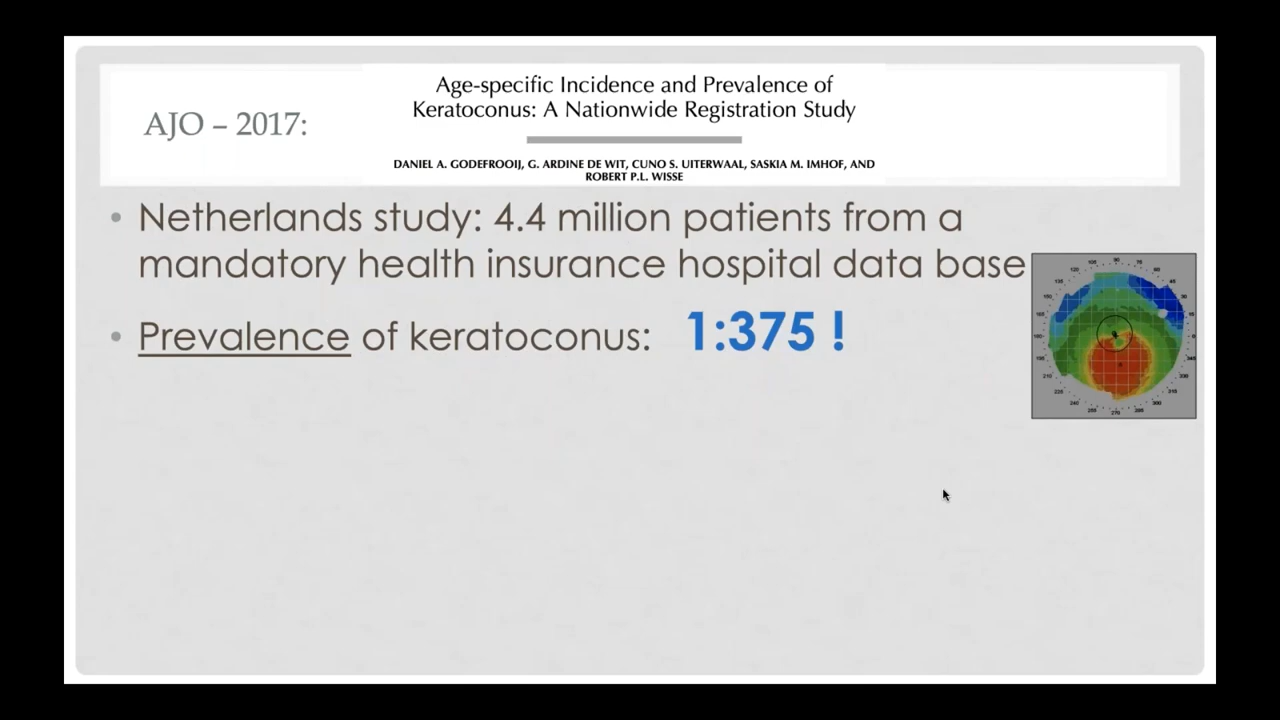 Age-specific Incidence and Prevalence of
Keratoconus: A Nationwide Registration Study
AJO – 2017:
DANIEL A. GODEFROOIJ, G. ARDINE DE WIT, CUNO S. UITERWAAL, SASKIA M. IMHOF, AND
ROBERT P.L. WISSE
• Netherlands study: 4.4 million patients from a
mandatory health insurance hospital data base
• Prevalence of keratoconus: 1:375 !